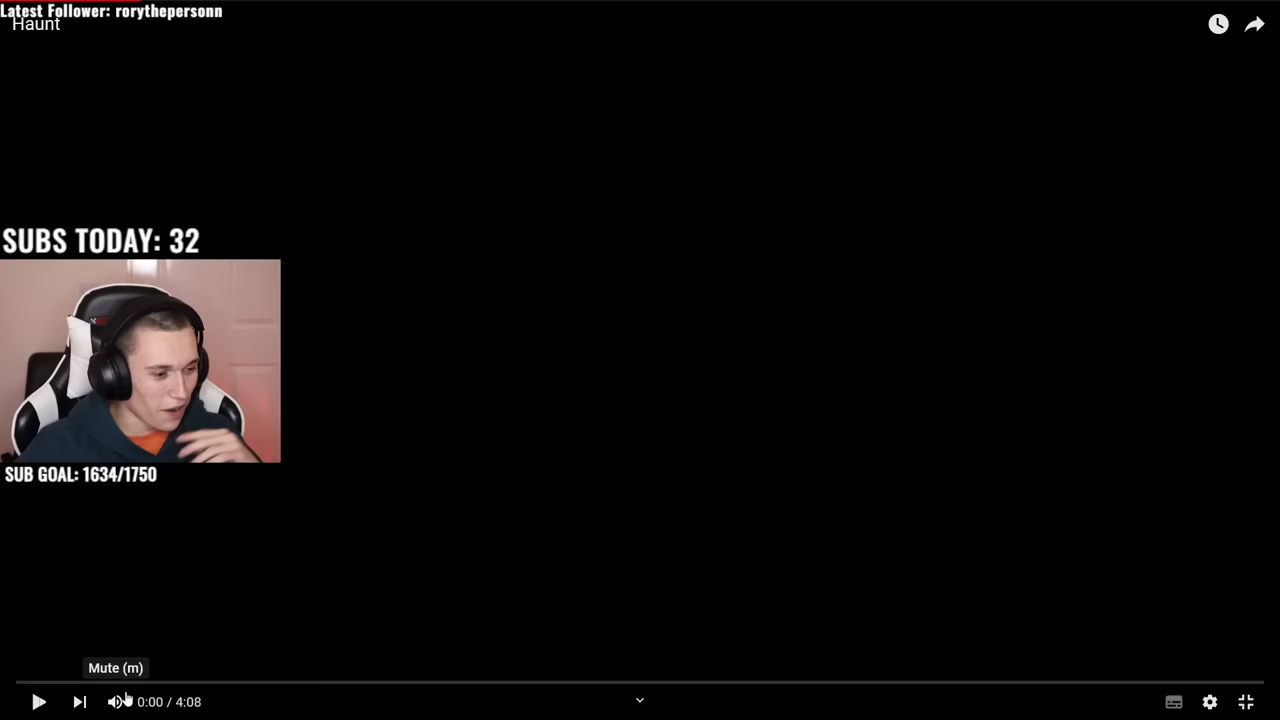 Latest Follower: rorythepersonn
Haunt
SUBS TODAY: 32
SUB GOAL: 1634/1750
Mute (m)
0:00 / 4:08